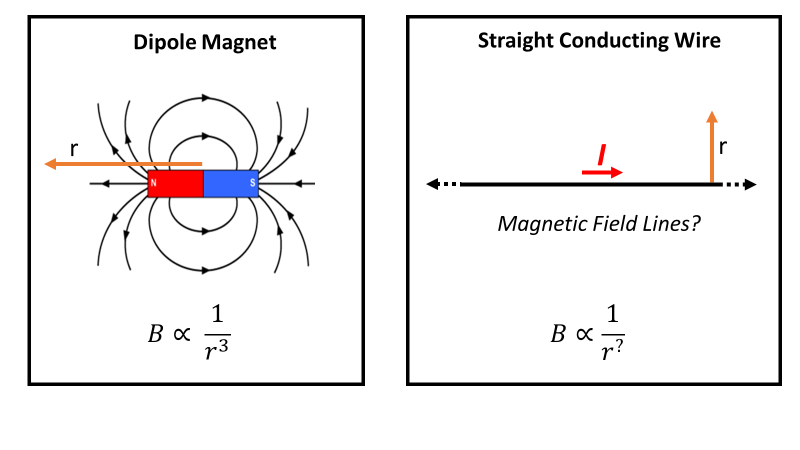 Dipole Magnet
r
N S
B ∝ 1/r³
Straight Conducting Wire
I
r
Magnetic Field Lines?
B ∝ 1/r^?